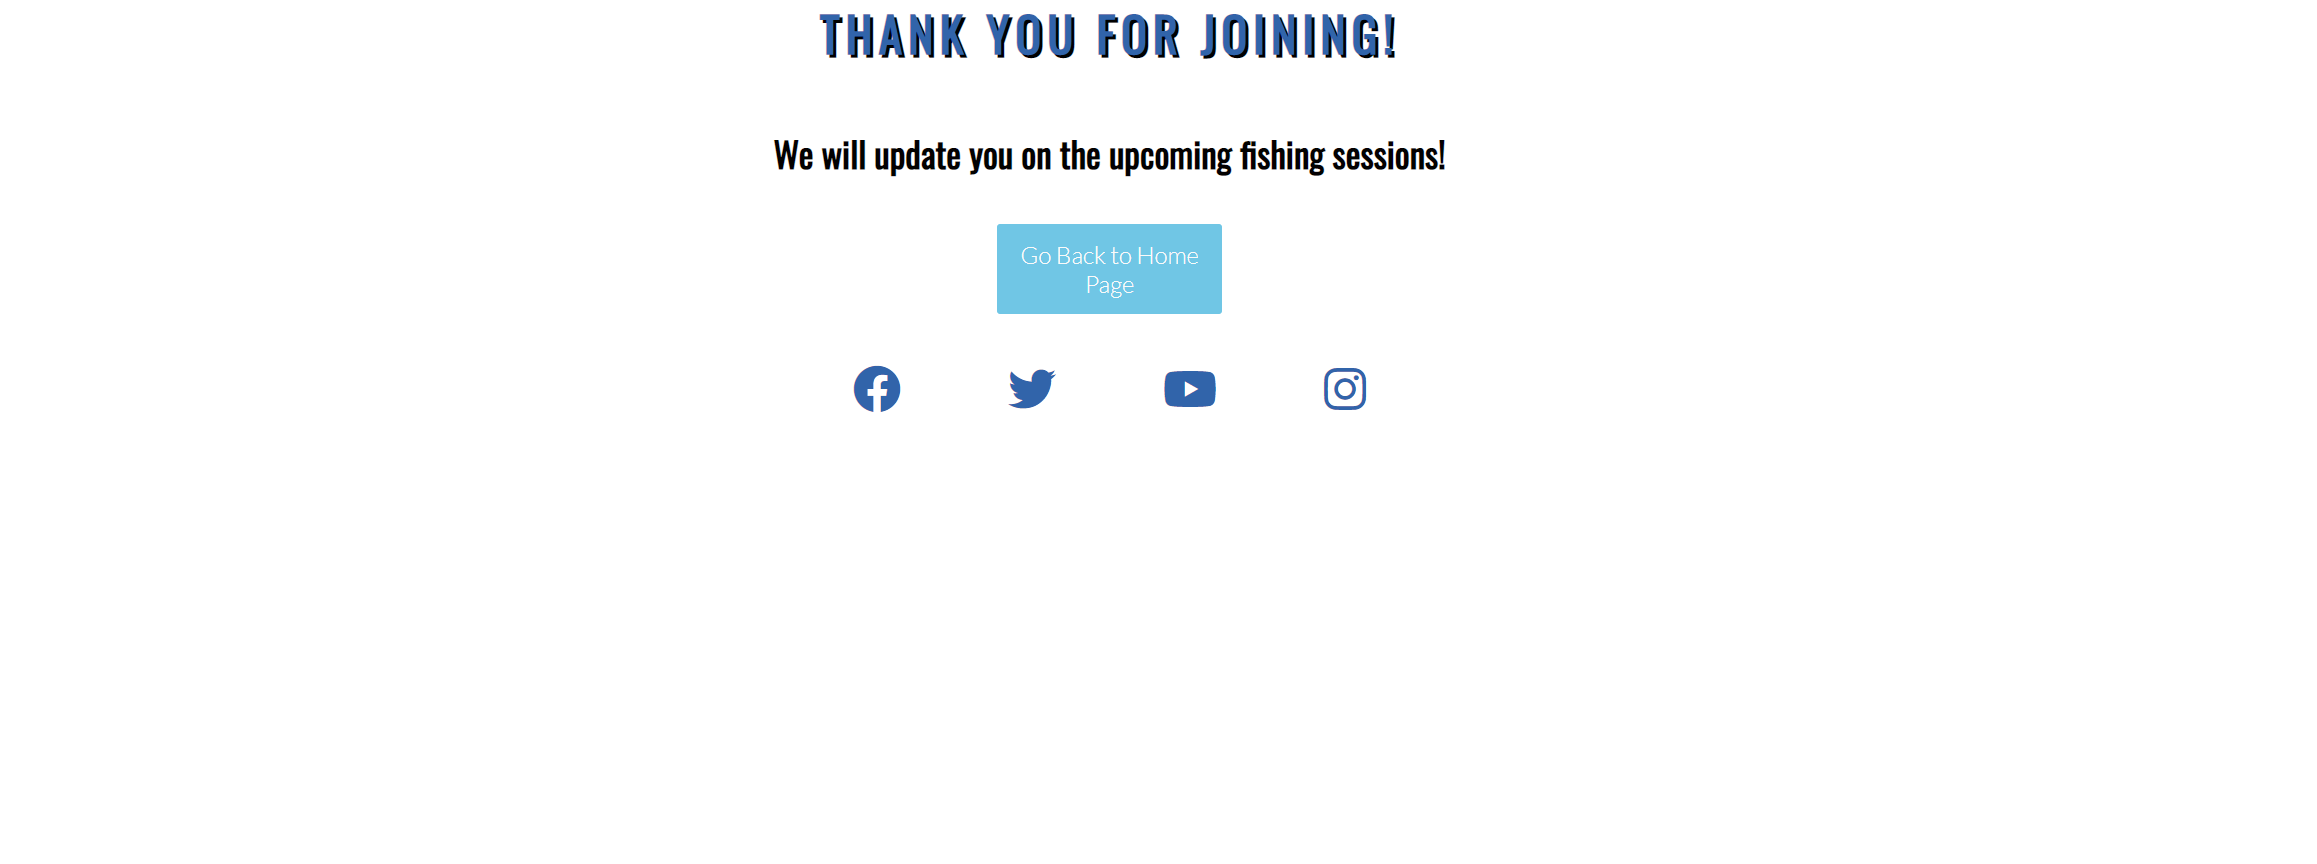 THANK YOU FOR JOINING!
We will update you on the upcoming fishing sessions!
Go Back to Home
Page